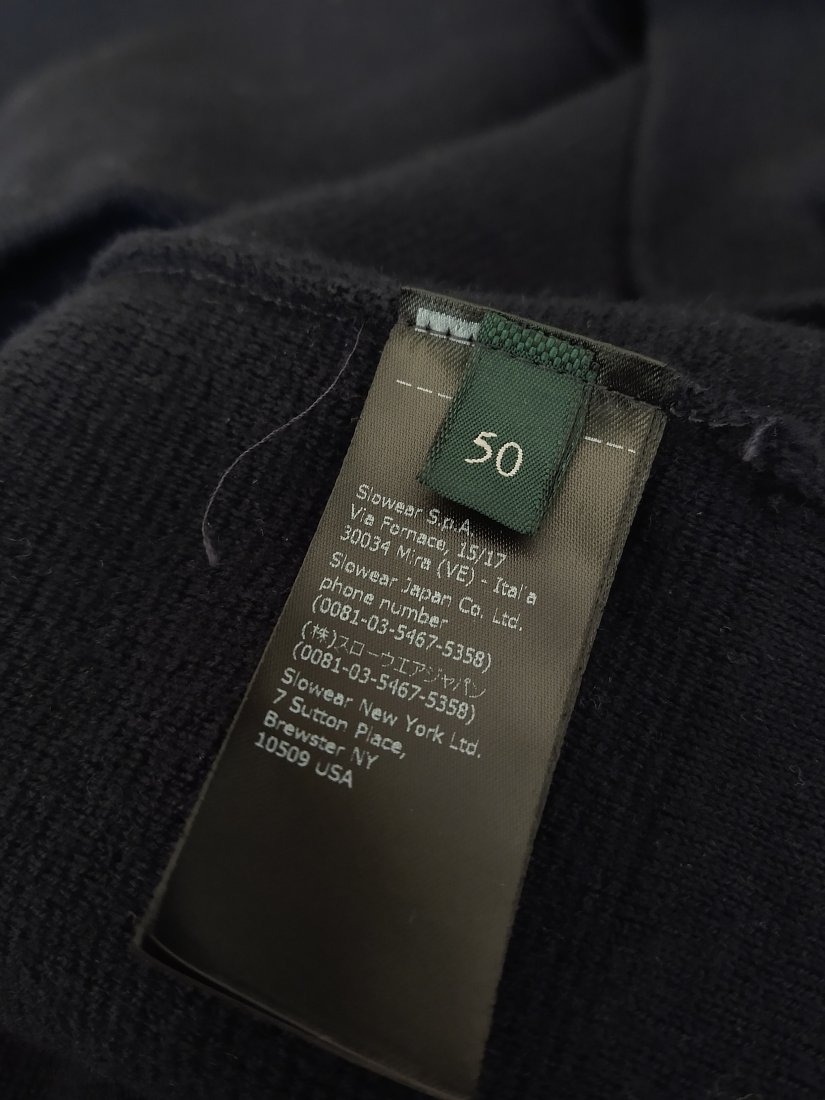 50
Slowear S.p.A.
Via Fornace, 15/17
30034 Mira (VE) - Italia
Slowear Japan Co. Ltd.
phone number
(0081-03-5467-5358)
(株)スローウエアジャパン
(0081-03-5467-5358)
Slowear New York Ltd.
7 Sutton Place,
Brewster NY
10509 USA